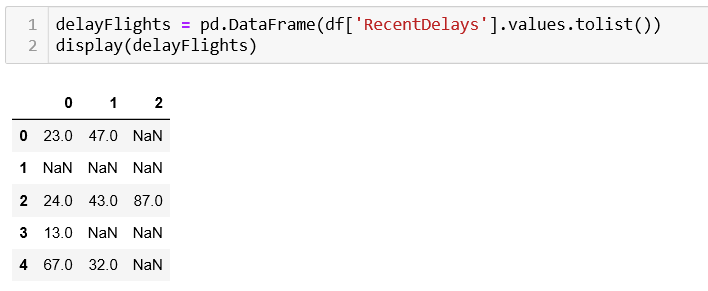 1 delayFlights = pd.DataFrame(df['RecentDelays'].values.tolist())
2 display(delayFlights)
0 1 2
0 23.0 47.0 NaN
1 NaN NaN NaN
2 24.0 43.0 87.0
3 13.0 NaN NaN
4 67.0 32.0 NaN